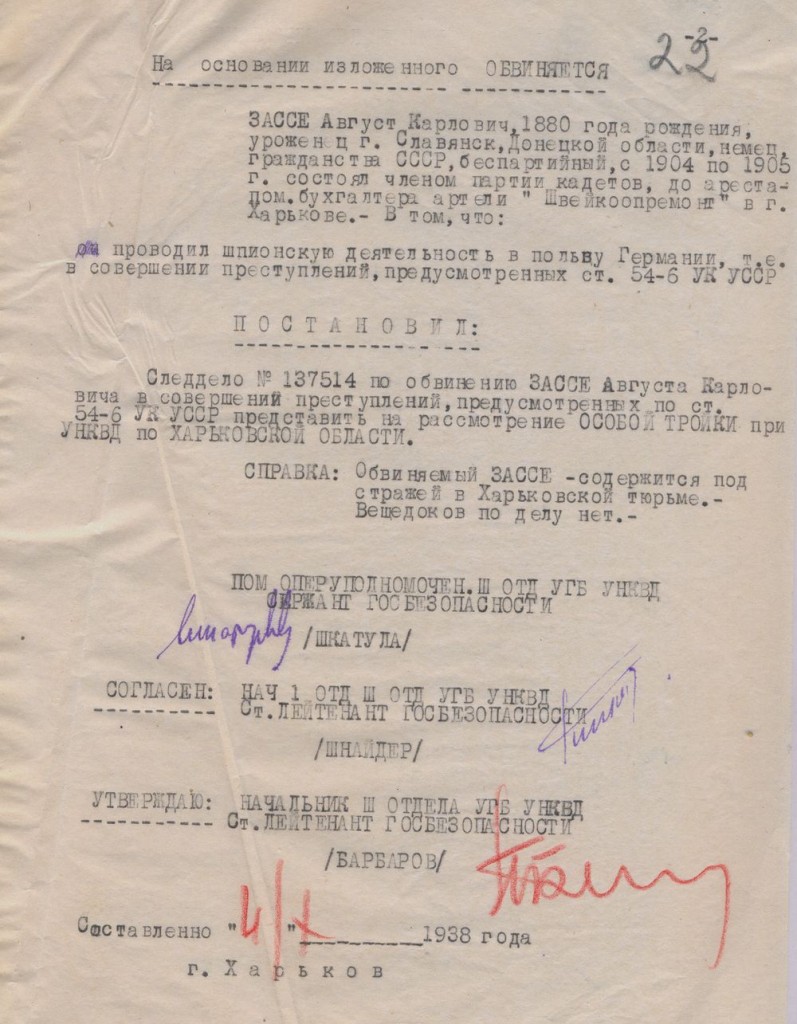 -2-
22
На основании изложенного ОБВИНЯЕТСЯ
ЗАССЕ Август Карлович,1880 года рождения,
уроженец г. Славянск,Донецкой области,немец,
гражданства СССР,беспартийный,с 1904 по 1905
г. состоял членом партии кадетов, до ареста-
пом.бухгалтера артели " Швейкоопремонт" в г.
Харькове.- В том,что:
он проводил шпионскую деятельность в пользу Германии, т.е.
в совершении преступлений,предусмотренных ст. 54-6 УК УССР
ПОСТАНОВИЛ:
Следдело № 137514 по обвинению ЗАССЕ Августа Карло-
вича в совершений преступлений,предусмотренных по ст.
54-6 УК УССР представить на рассмотрение ОСОБОЙ ТРОЙКИ при
УНКВД по ХАРЬКОВСКОЙ ОБЛАСТИ.
СПРАВКА: Обвиняемый ЗАССЕ -содержится под
стражей в Харьковской тюрьме.-
Вещедоков по делу нет.-
ПОМ ОПЕРУПОЛНОМОЧЕН.Ш ОТД УГБ УНКВД
СЕРЖАНТ ГОСБЕЗОПАСНОСТИ
/ШКАТУЛА/
СОГЛАСЕН: НАЧ 1 ОТД Ш ОТД УГБ УНКВД
Ст.ЛЕЙТЕНАНТ ГОСБЕЗОПАСНОСТИ
/ШНАЙДЕР/
УТВЕРЖДАЮ: НАЧАЛЬНИК Ш ОТДЕЛА УГБ УНКВД
Ст.ЛЕЙТЕНАНТ ГОСБЕЗОПАСНОСТИ
/БАРБАРОВ/
Составленно "4/X"_________1938 года
г. Харьков